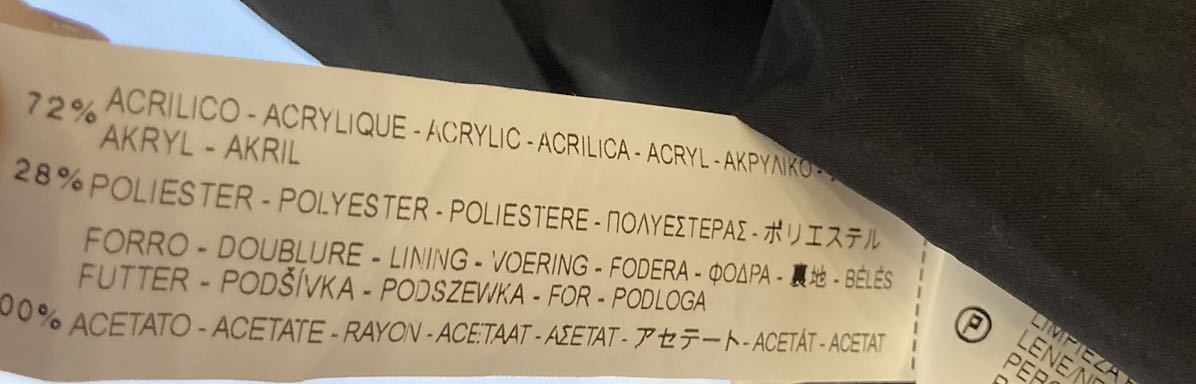 72% ACRILICO - ACRYLIQUE - ACRYLIC - ACRILICA - ACRYL - ΑΚΡΥΛΙΚΟ -
AKRYL - AKRIL
28% POLIESTER - POLYESTER - POLIESTERE - ΠΟΛΥΕΣΤΕΡΑΣ - ポリエステル
FORRO - DOUBLURE - LINING - VOERING - FODERA - ΦΟΔΡΑ - 裏地 - BÉLÉS
FUTTER - PODŠÍVKA - PODSZEWKA - FOR - PODLOGA
00% ACETATO - ACETATE - RAYON - ACETAAT - ΑΣΕΤΑΤ - アセテート - ACETÁT - ACETAT
P
LIMPIEZA